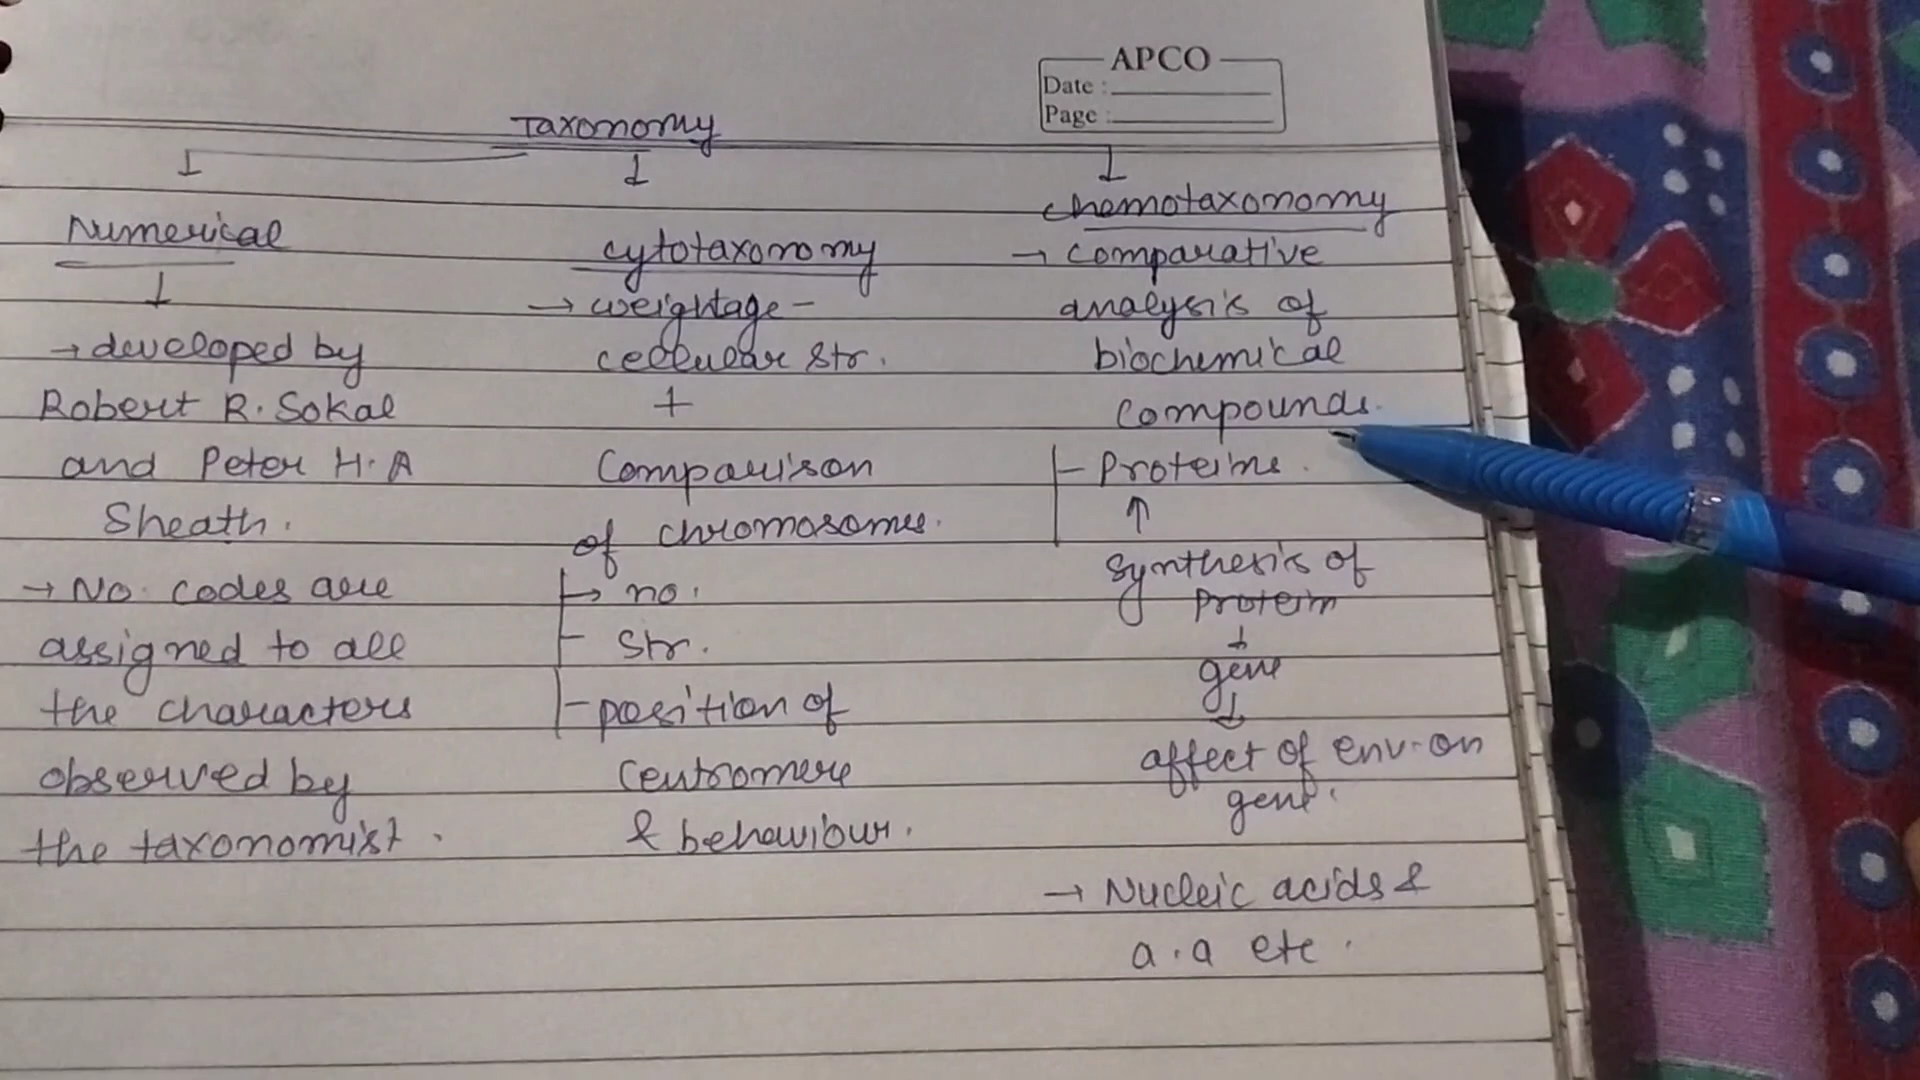 APCO
Date :
Page :
Taxonomy
Numerical
→ developed by
Robert R. Sokal
and Peter H.A
Sheath.
→ No. codes are
assigned to all
the characters
observed by
the taxonomist.
cytotaxonomy
→ weightage -
cellular str.
+
Comparison
of chromosomes.
→ no.
- str.
- position of
centromere
& behaviour.
chemotaxonomy
→ Comparative
analysis of
biochemical
compounds.
- Proteins.
↑
synthesis of
protein
↓
gene
↓
affect of env. on
gene.
→ Nucleic acids &
a.a etc.